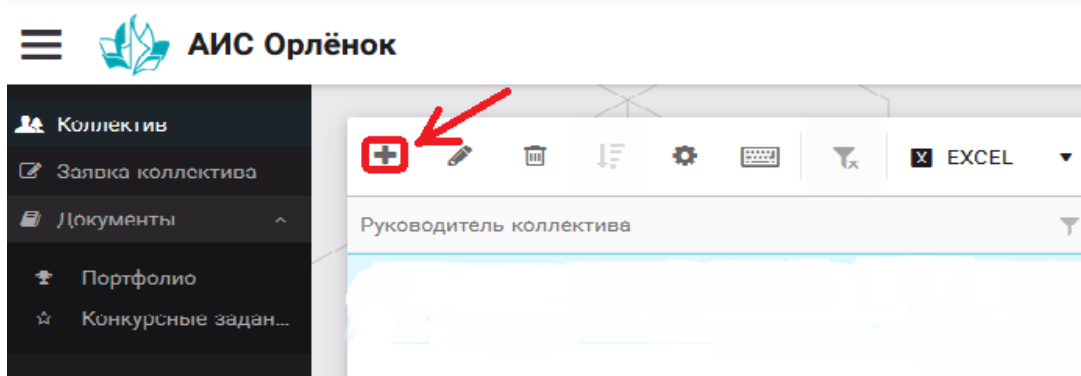 АИС Орлёнок
Коллектив
Заявка коллектива
Документы
Портфолио
Конкурсные задан...
EXCEL
Руководитель коллектива